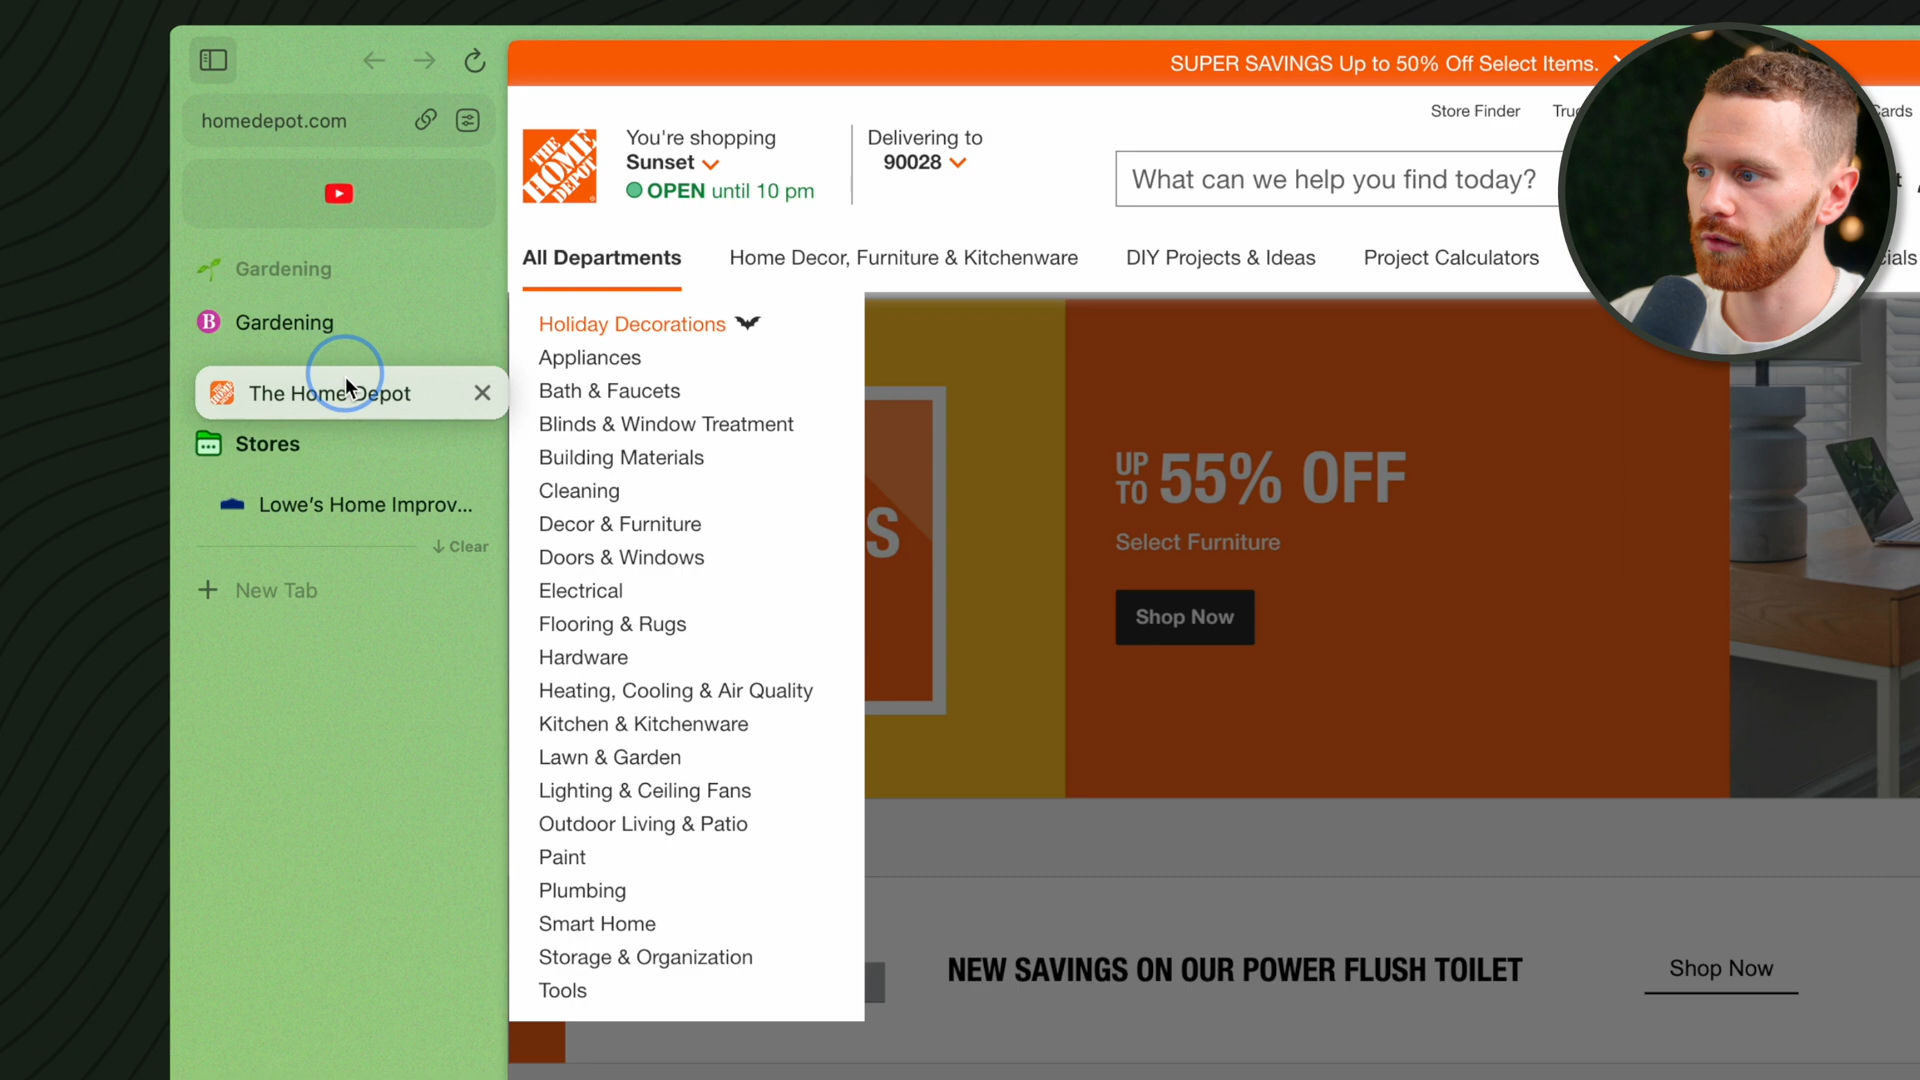 homedepot.com
Gardening
B Gardening
The Home Depot
Stores
Lowe's Home Improv...
Clear
New Tab
SUPER SAVINGS Up to 50% Off Select Items.
THE HOME DEPOT
You're shopping
Sunset
OPEN until 10 pm
Delivering to
90028
Store Finder
Cards
What can we help you find today?
All Departments
Home Decor, Furniture & Kitchenware
DIY Projects & Ideas
Project Calculators
Holiday Decorations
Appliances
Bath & Faucets
Blinds & Window Treatment
Building Materials
Cleaning
Decor & Furniture
Doors & Windows
Electrical
Flooring & Rugs
Hardware
Heating, Cooling & Air Quality
Kitchen & Kitchenware
Lawn & Garden
Lighting & Ceiling Fans
Outdoor Living & Patio
Paint
Plumbing
Smart Home
Storage & Organization
Tools
S
UP TO 55% OFF
Select Furniture
Shop Now
NEW SAVINGS ON OUR POWER FLUSH TOILET
Shop Now